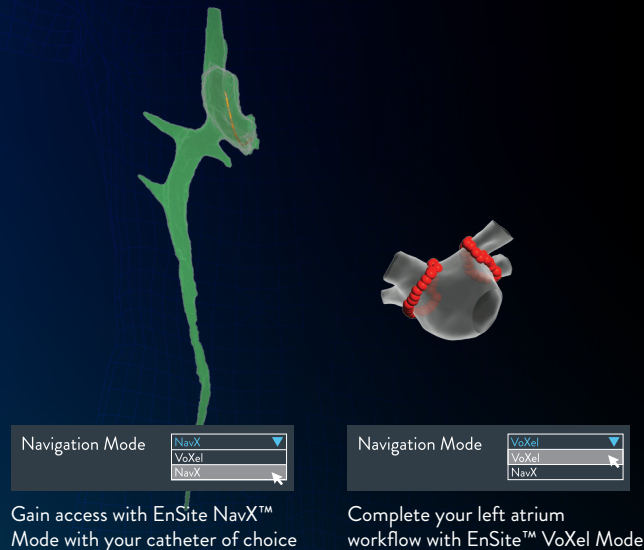 Navigation Mode
NavX
VoXel
NavX
Gain access with EnSite NavX™
Mode with your catheter of choice
Navigation Mode
VoXel
VoXel
NavX
Complete your left atrium
workflow with EnSite™ VoXel Mode